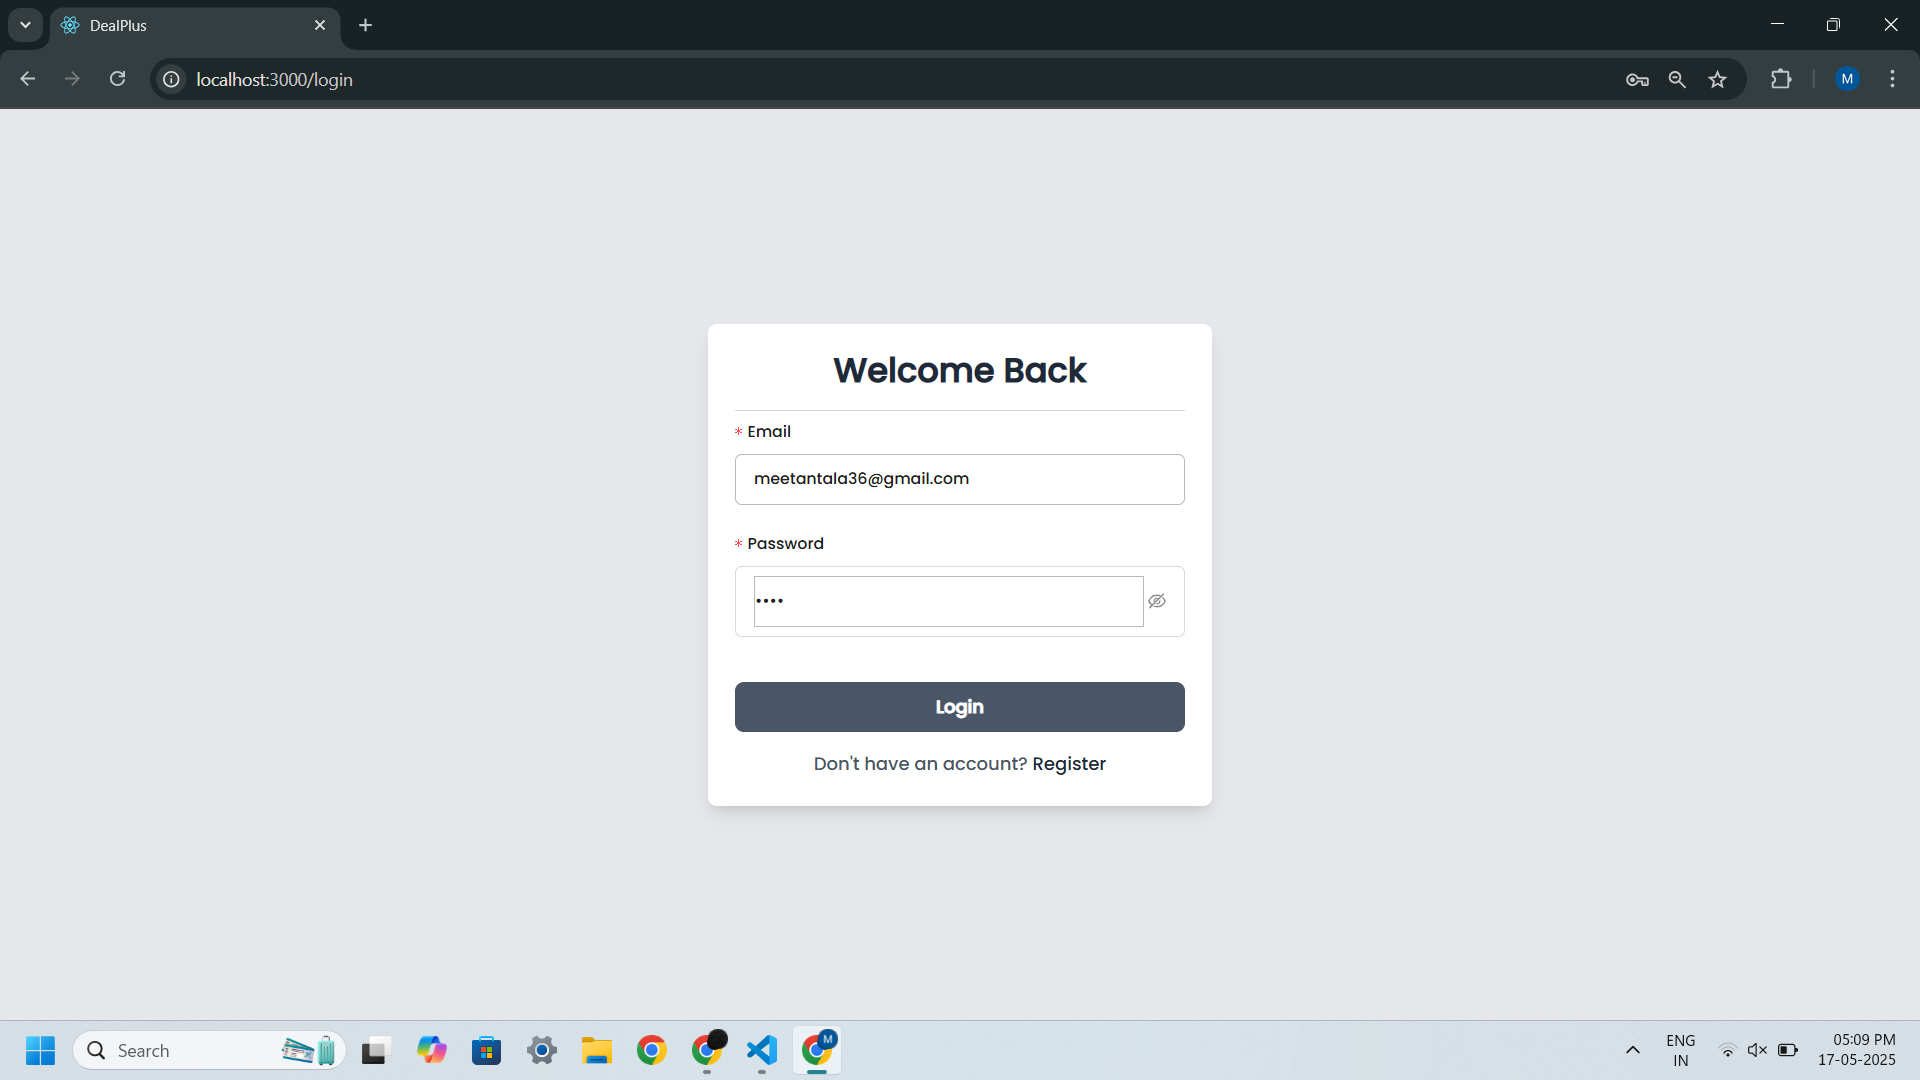 DealPlus
localhost:3000/login
M
Welcome Back
* Email
meetantala36@gmail.com
* Password
••••
Login
Don't have an account? Register
Search
M
ENG
IN
05:09 PM
17-05-2025